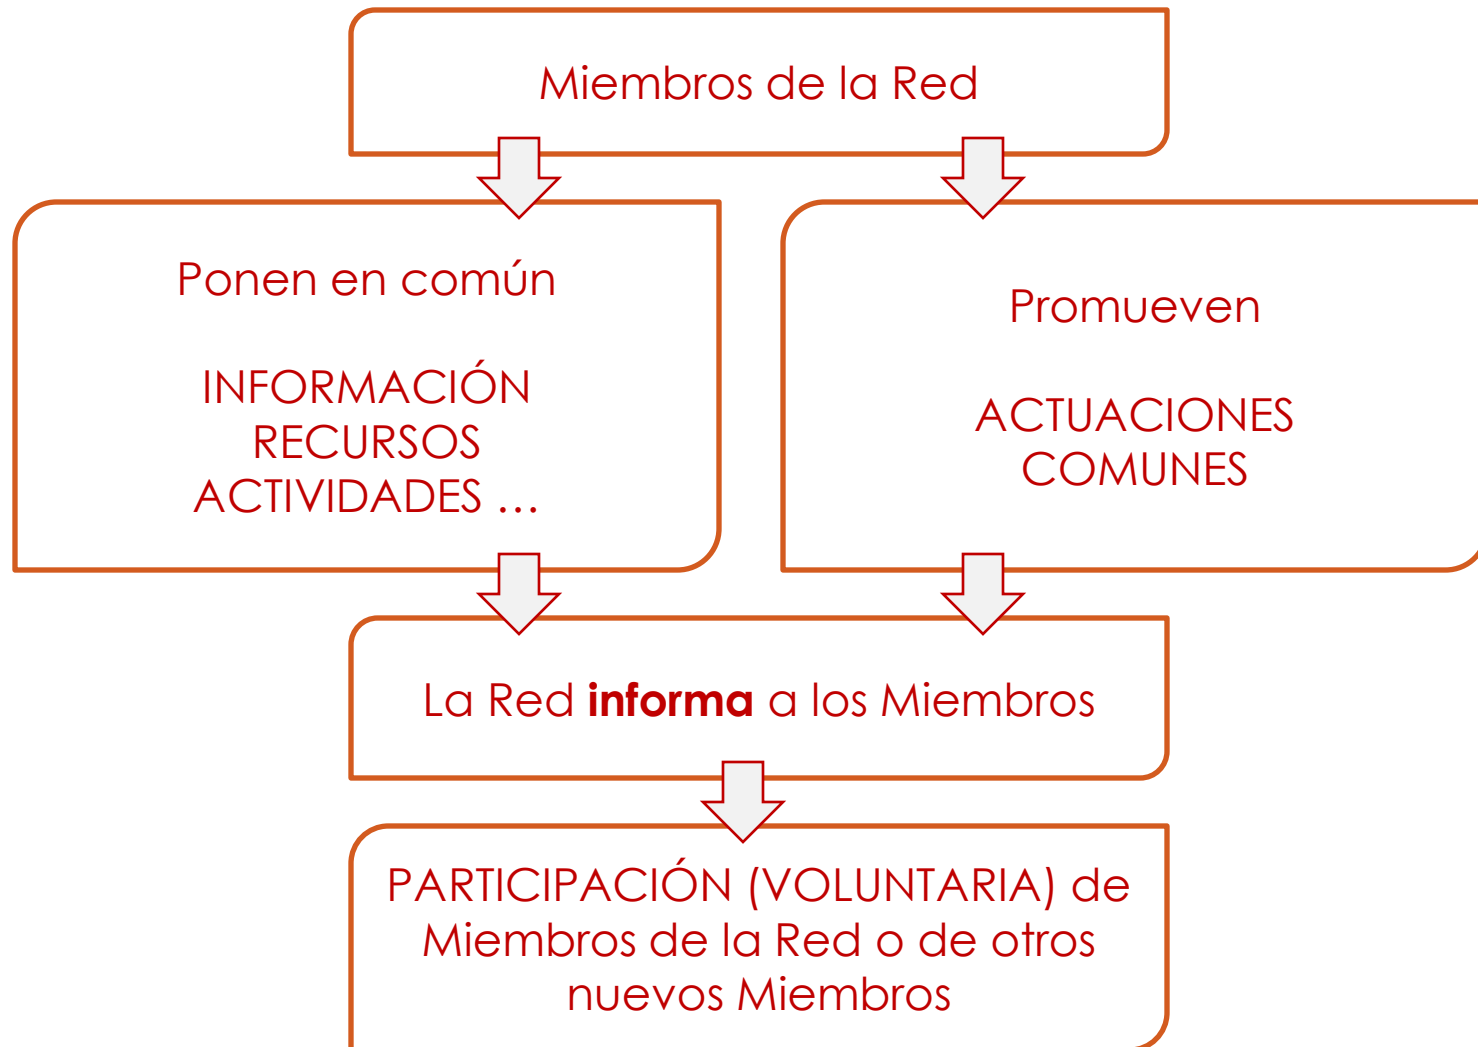 Miembros de la Red
Ponen en común
INFORMACIÓN
RECURSOS
ACTIVIDADES …
Promueven
ACTUACIONES
COMUNES
La Red informa a los Miembros
PARTICIPACIÓN (VOLUNTARIA) de
Miembros de la Red o de otros
nuevos Miembros